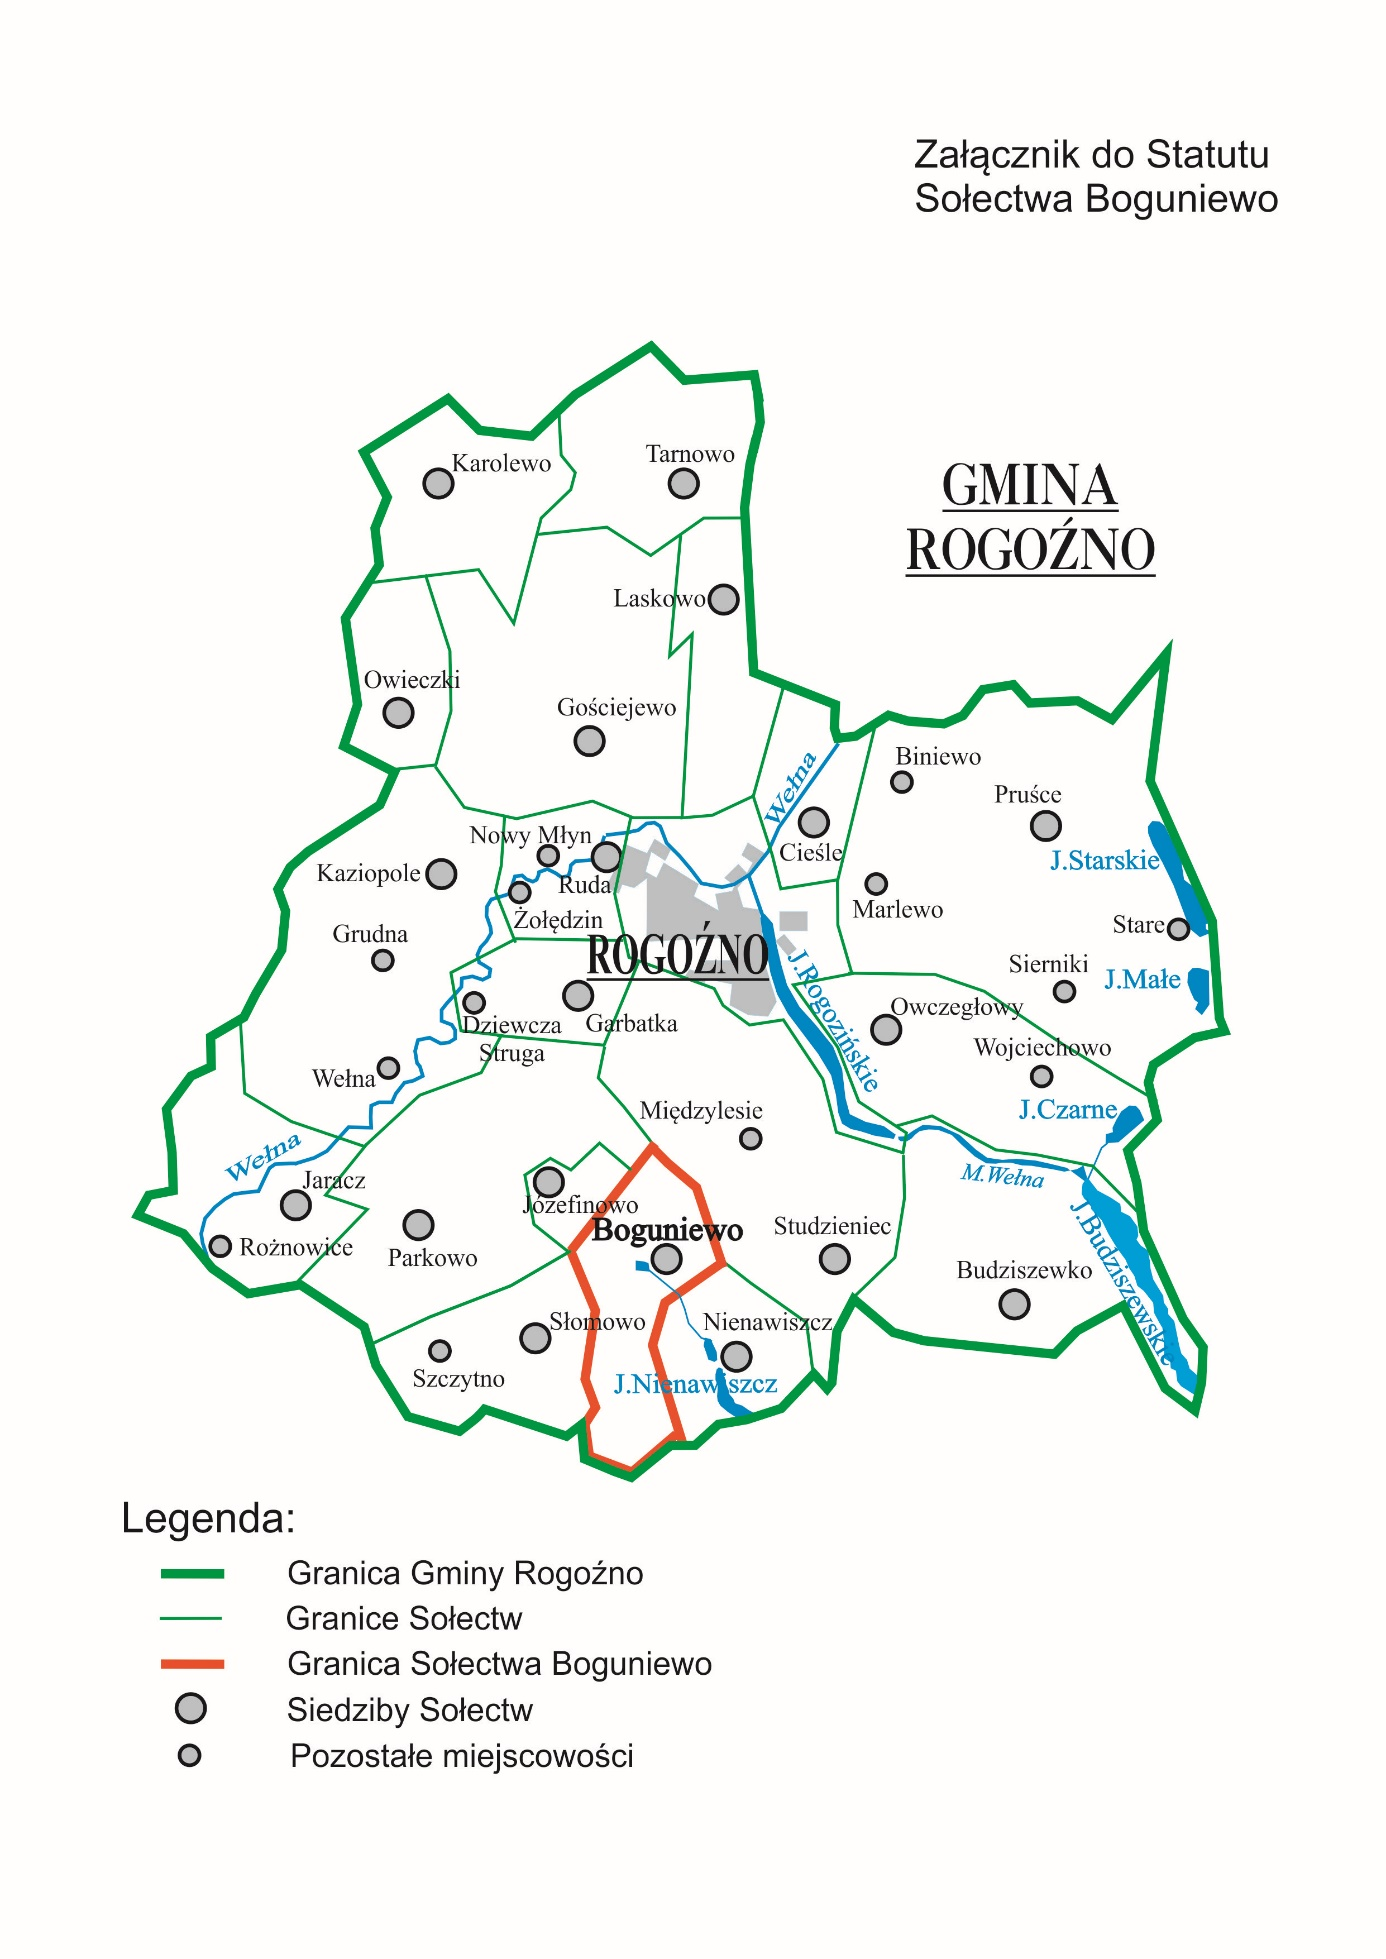 Załącznik do Statutu
Sołectwa Boguniewo
GMINA
ROGOŹNO
Karolewo
Tarnowo
Laskowo
Owieczki
Gościejewo
Wełna
Biniewo
Pruśce
Nowy Młyn
Cieśle
J.Starskie
Kaziopole
Ruda
Marlewo
Żołędzin
Stare
Grudna
ROGOŹNO
Sierniki
J.Małe
J.Rogozińskie
Owczegłowy
Dziewcza
Struga
Garbatka
Wojciechowo
Wełna
Międzylesie
J.Czarne
Wełna
Jaracz
M.Wełna
Józefinowo
Boguniewo
Studzieniec
J.Budziszewskie
Rożnowice
Parkowo
Budziszewko
Słomowo
Nienawiszcz
Szczytno
J.Nienawiszcz
Legenda:
Granica Gminy Rogoźno
Granice Sołectw
Granica Sołectwa Boguniewo
Siedziby Sołectw
Pozostałe miejscowości